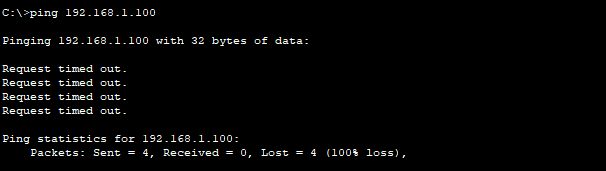 C:\>ping 192.168.1.100
Pinging 192.168.1.100 with 32 bytes of data:
Request timed out.
Request timed out.
Request timed out.
Request timed out.
Ping statistics for 192.168.1.100:
    Packets: Sent = 4, Received = 0, Lost = 4 (100% loss),